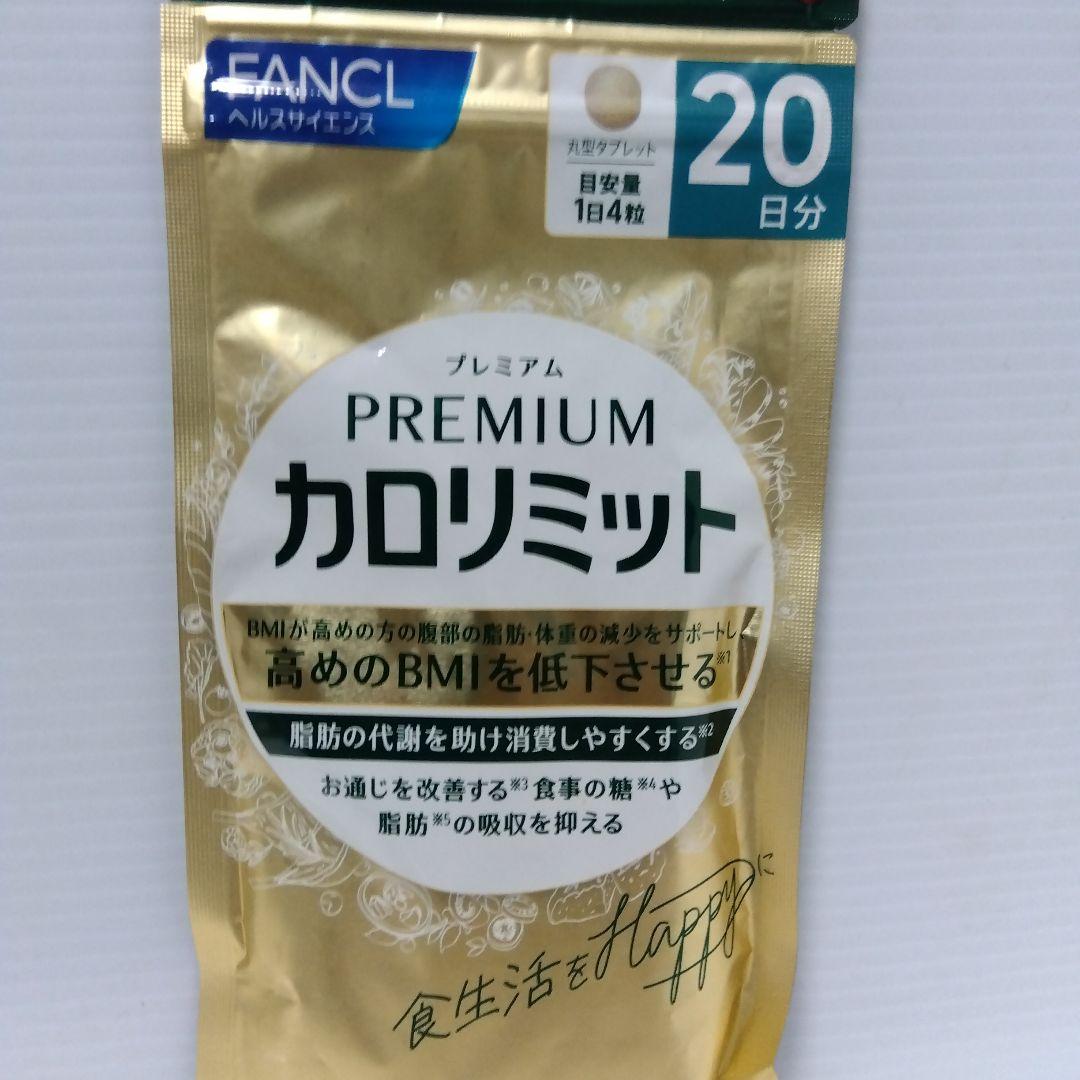 FANCL
ヘルスサイエンス
丸型タブレット
目安量
1日4粒
20
日分
プレミアム
PREMIUM
カロリミット
BMIが高めの方の腹部の脂肪・体重の減少をサポートし、
高めのBMIを低下させる※1
脂肪の代謝を助け消費しやすくする※2
お通じを改善する※3食事の糖※4や
脂肪※5の吸収を抑える
食生活をHappyに